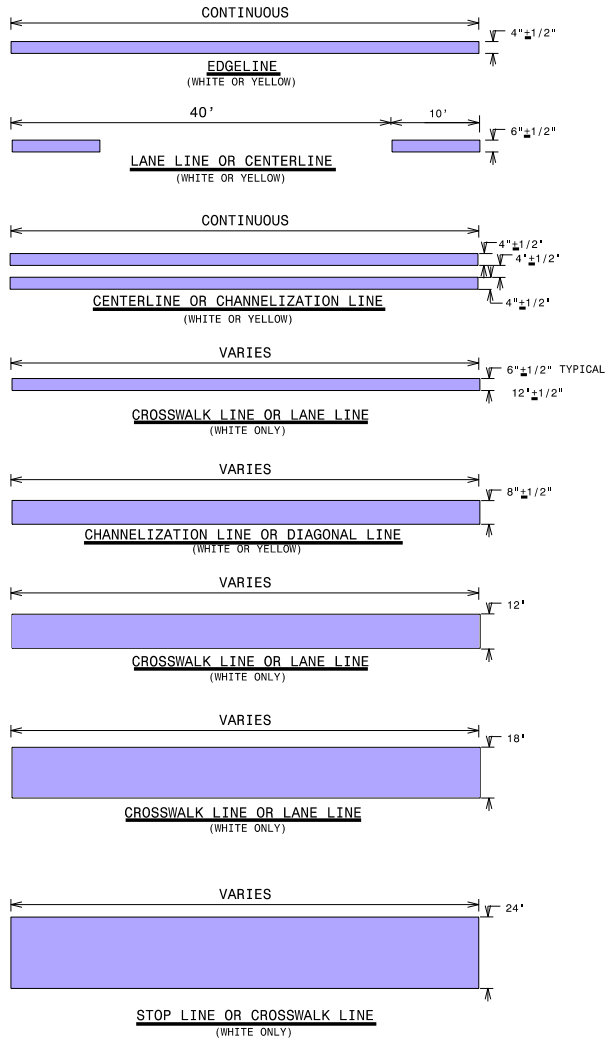 CONTINUOUS
4"±1/2"
EDGELINE
(WHITE OR YELLOW)
40'
10'
6"±1/2"
LANE LINE OR CENTERLINE
(WHITE OR YELLOW)
CONTINUOUS
4"±1/2"
4"±1/2"
CENTERLINE OR CHANNELIZATION LINE
4"±1/2"
(WHITE OR YELLOW)
VARIES
6"±1/2" TYPICAL
12"±1/2"
CROSSWALK LINE OR LANE LINE
(WHITE ONLY)
VARIES
8"±1/2"
CHANNELIZATION LINE OR DIAGONAL LINE
(WHITE OR YELLOW)
VARIES
12"
CROSSWALK LINE OR LANE LINE
(WHITE ONLY)
VARIES
18"
CROSSWALK LINE OR LANE LINE
(WHITE ONLY)
VARIES
24"
STOP LINE OR CROSSWALK LINE
(WHITE ONLY)